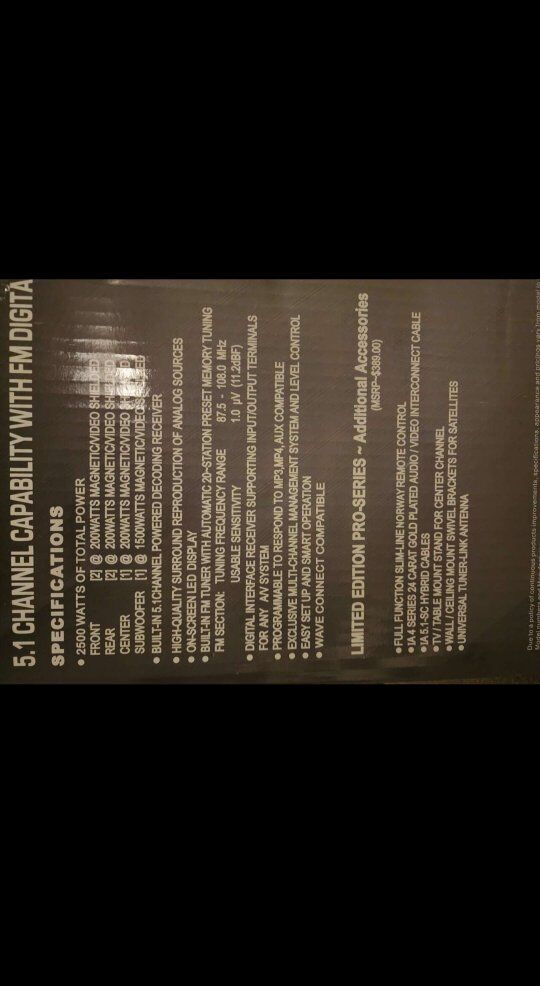 5.1 CHANNEL CAPABILITY WITH FM DIGITA
SPECIFICATIONS
• 2500 WATTS OF TOTAL POWER
FRONT [2] @ 200WATTS MAGNETIC/VIDEO SHIELDED
REAR [2] @ 200WATTS MAGNETIC/VIDEO SHIELDED
CENTER [1] @ 200WATTS MAGNETIC/VIDEO
SUBWOOFER [1] @ 1500WATTS MAGNETIC/VIDEO
• BUILT-IN 5.1CHANNEL POWERED DECODING RECEIVER
• HIGH-QUALITY SURROUND REPRODUCTION OF ANALOG SOURCES
• ON-SCREEN LED DISPLAY
• BUILT-IN FM TUNER WITH AUTOMATIC 20-STATION PRESET MEMORY TUNING
FM SECTION: TUNING FREQUENCY RANGE 87.5 - 108.0 MHz
USABLE SENSITIVITY 1.0 µV (11.2dBF)
• DIGITAL INTERFACE RECEIVER SUPPORTING INPUT/OUTPUT TERMINALS
FOR ANY A/V SYSTEM
• PROGRAMMABLE TO RESPOND TO MP3,MP4, AUX COMPATIBLE
• EXCLUSIVE MULTI-CHANNEL MANAGEMENT SYSTEM AND LEVEL CONTROL
• EASY SET UP AND SMART OPERATION
• WAVE CONNECT COMPATIBLE
LIMITED EDITION PRO-SERIES ~ Additional Accessories
(MSRP~$389.00)
• FULL FUNCTION SLIM-LINE NORWAY REMOTE CONTROL
• IA 4 SERIES 24 CARAT GOLD PLATED AUDIO / VIDEO INTERCONNECT CABLE
• IA 5.1-SC HYBRID CABLES
• TV / TABLE MOUNT STAND FOR CENTER CHANNEL
• WALL / CEILING MOUNT SWIVEL BRACKETS FOR SATELLITES
• UNIVERSAL TUNER-LINK ANTENNA
Due to a policy of continuous products improvements, specifications, appearance and